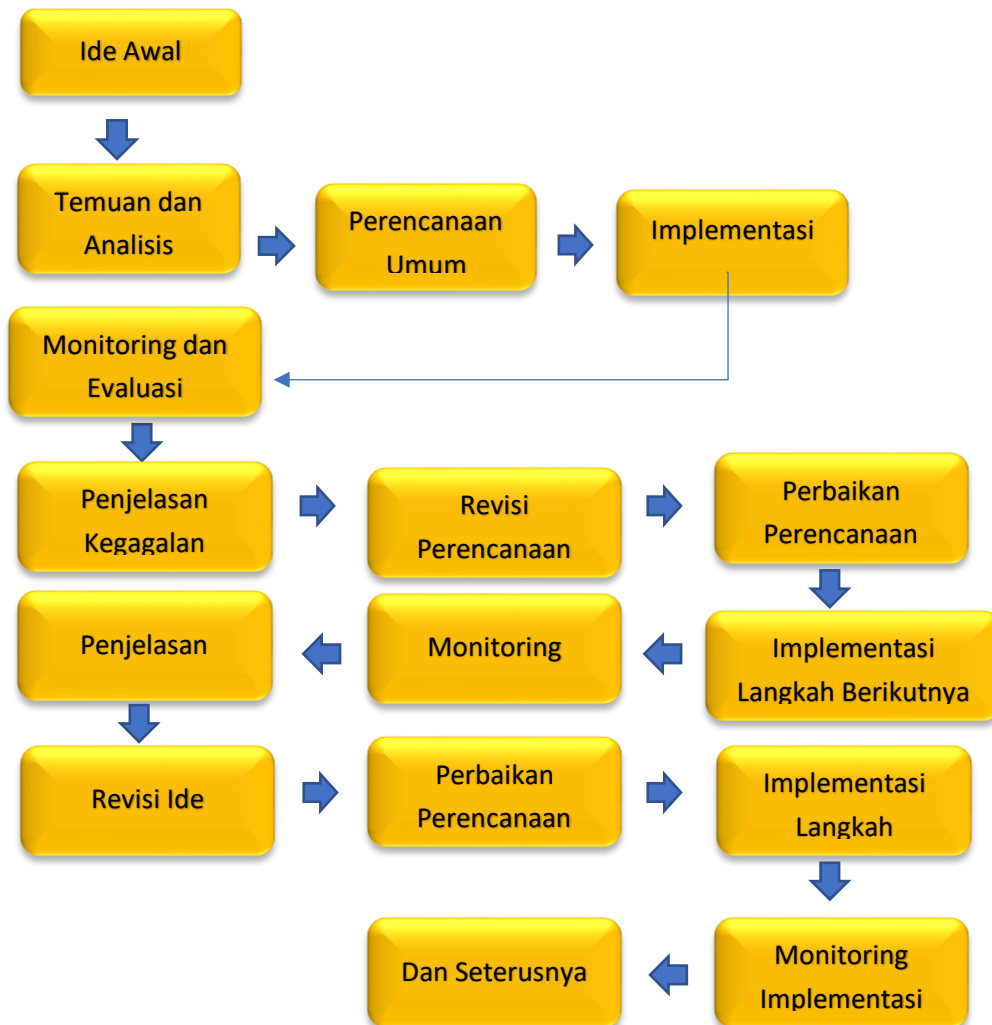 Ide Awal
Temuan dan
Analisis
Perencanaan
Umum
Implementasi
Monitoring dan
Evaluasi
Penjelasan
Kegagalan
Revisi
Perencanaan
Perbaikan
Perencanaan
Implementasi
Langkah Berikutnya
Monitoring
Penjelasan
Revisi Ide
Perbaikan
Perencanaan
Implementasi
Langkah
Monitoring
Implementasi
Dan Seterusnya